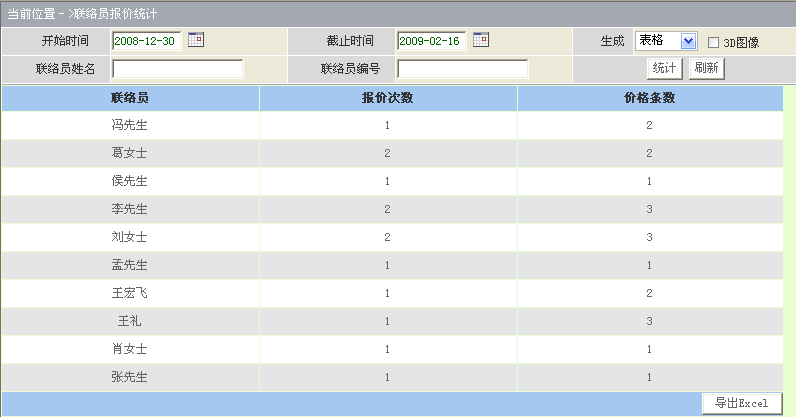 当前位置－>联络员报价统计
开始时间 2008-12-30 截止时间 2009-02-16 生成 表格 3D图像
联络员姓名 联络员编号 统计 刷新
联络员 报价次数 价格条数
冯先生 1 2
葛女士 2 2
侯先生 1 1
李先生 2 3
刘女士 2 3
孟先生 1 1
王宏飞 1 2
王礼 1 3
肖女士 1 1
张先生 1 1
导出Excel